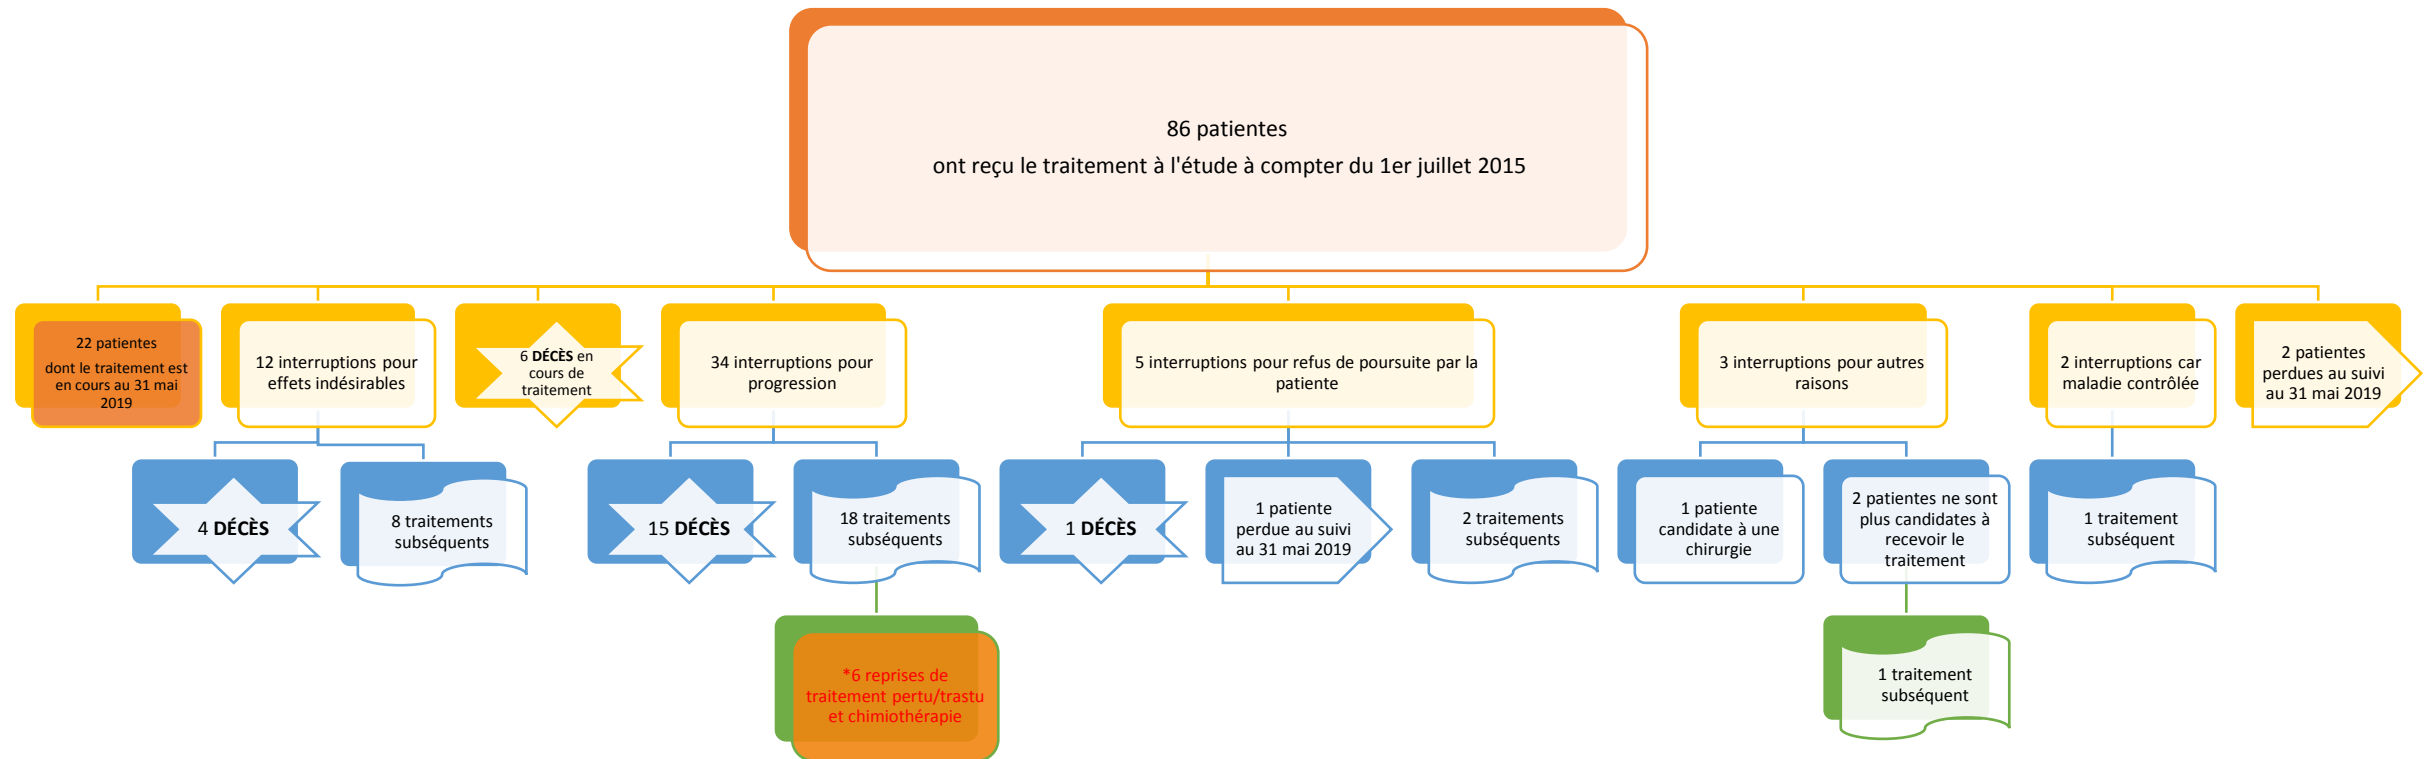 86 patientes
ont reçu le traitement à l'étude à compter du 1er juillet 2015
22 patientes
dont le traitement est
en cours au 31 mai
2019
12 interruptions pour
effets indésirables
6 DÉCÈS en
cours de
traitement
34 interruptions pour
progression
5 interruptions pour refus de poursuite par la
patiente
3 interruptions pour autres
raisons
2 interruptions car
maladie contrôlée
2 patientes
perdues au suivi
au 31 mai 2019
4 DÉCÈS
8 traitements
subséquents
15 DÉCÈS
18 traitements
subséquents
1 DÉCÈS
1 patiente
perdue au suivi
au 31 mai 2019
2 traitements
subséquents
1 patiente
candidate à une
chirurgie
2 patientes ne sont
plus candidates à
recevoir le
traitement
1 traitement
subséquent
*6 reprises de
traitement pertu/trastu
et chimiothérapie
1 traitement
subséquent